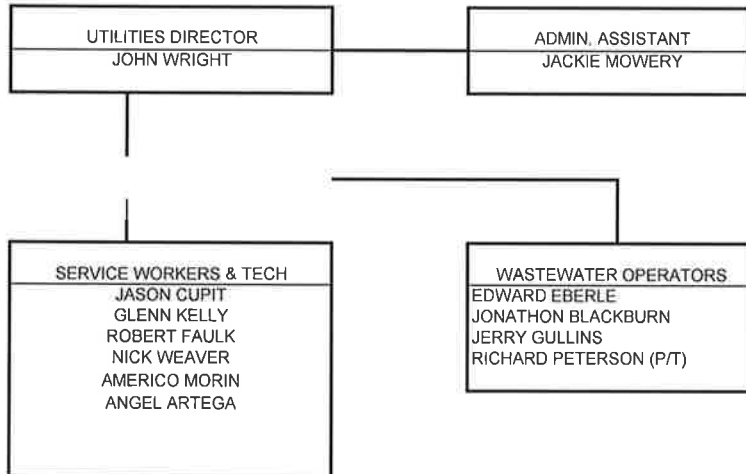 UTILITIES DIRECTOR
JOHN WRIGHT
ADMIN. ASSISTANT
JACKIE MOWERY
SERVICE WORKERS & TECH
JASON CUPIT
GLENN KELLY
ROBERT FAULK
NICK WEAVER
AMERICO MORIN
ANGEL ARTEGA
WASTEWATER OPERATORS
EDWARD EBERLE
JONATHON BLACKBURN
JERRY GULLINS
RICHARD PETERSON (P/T)